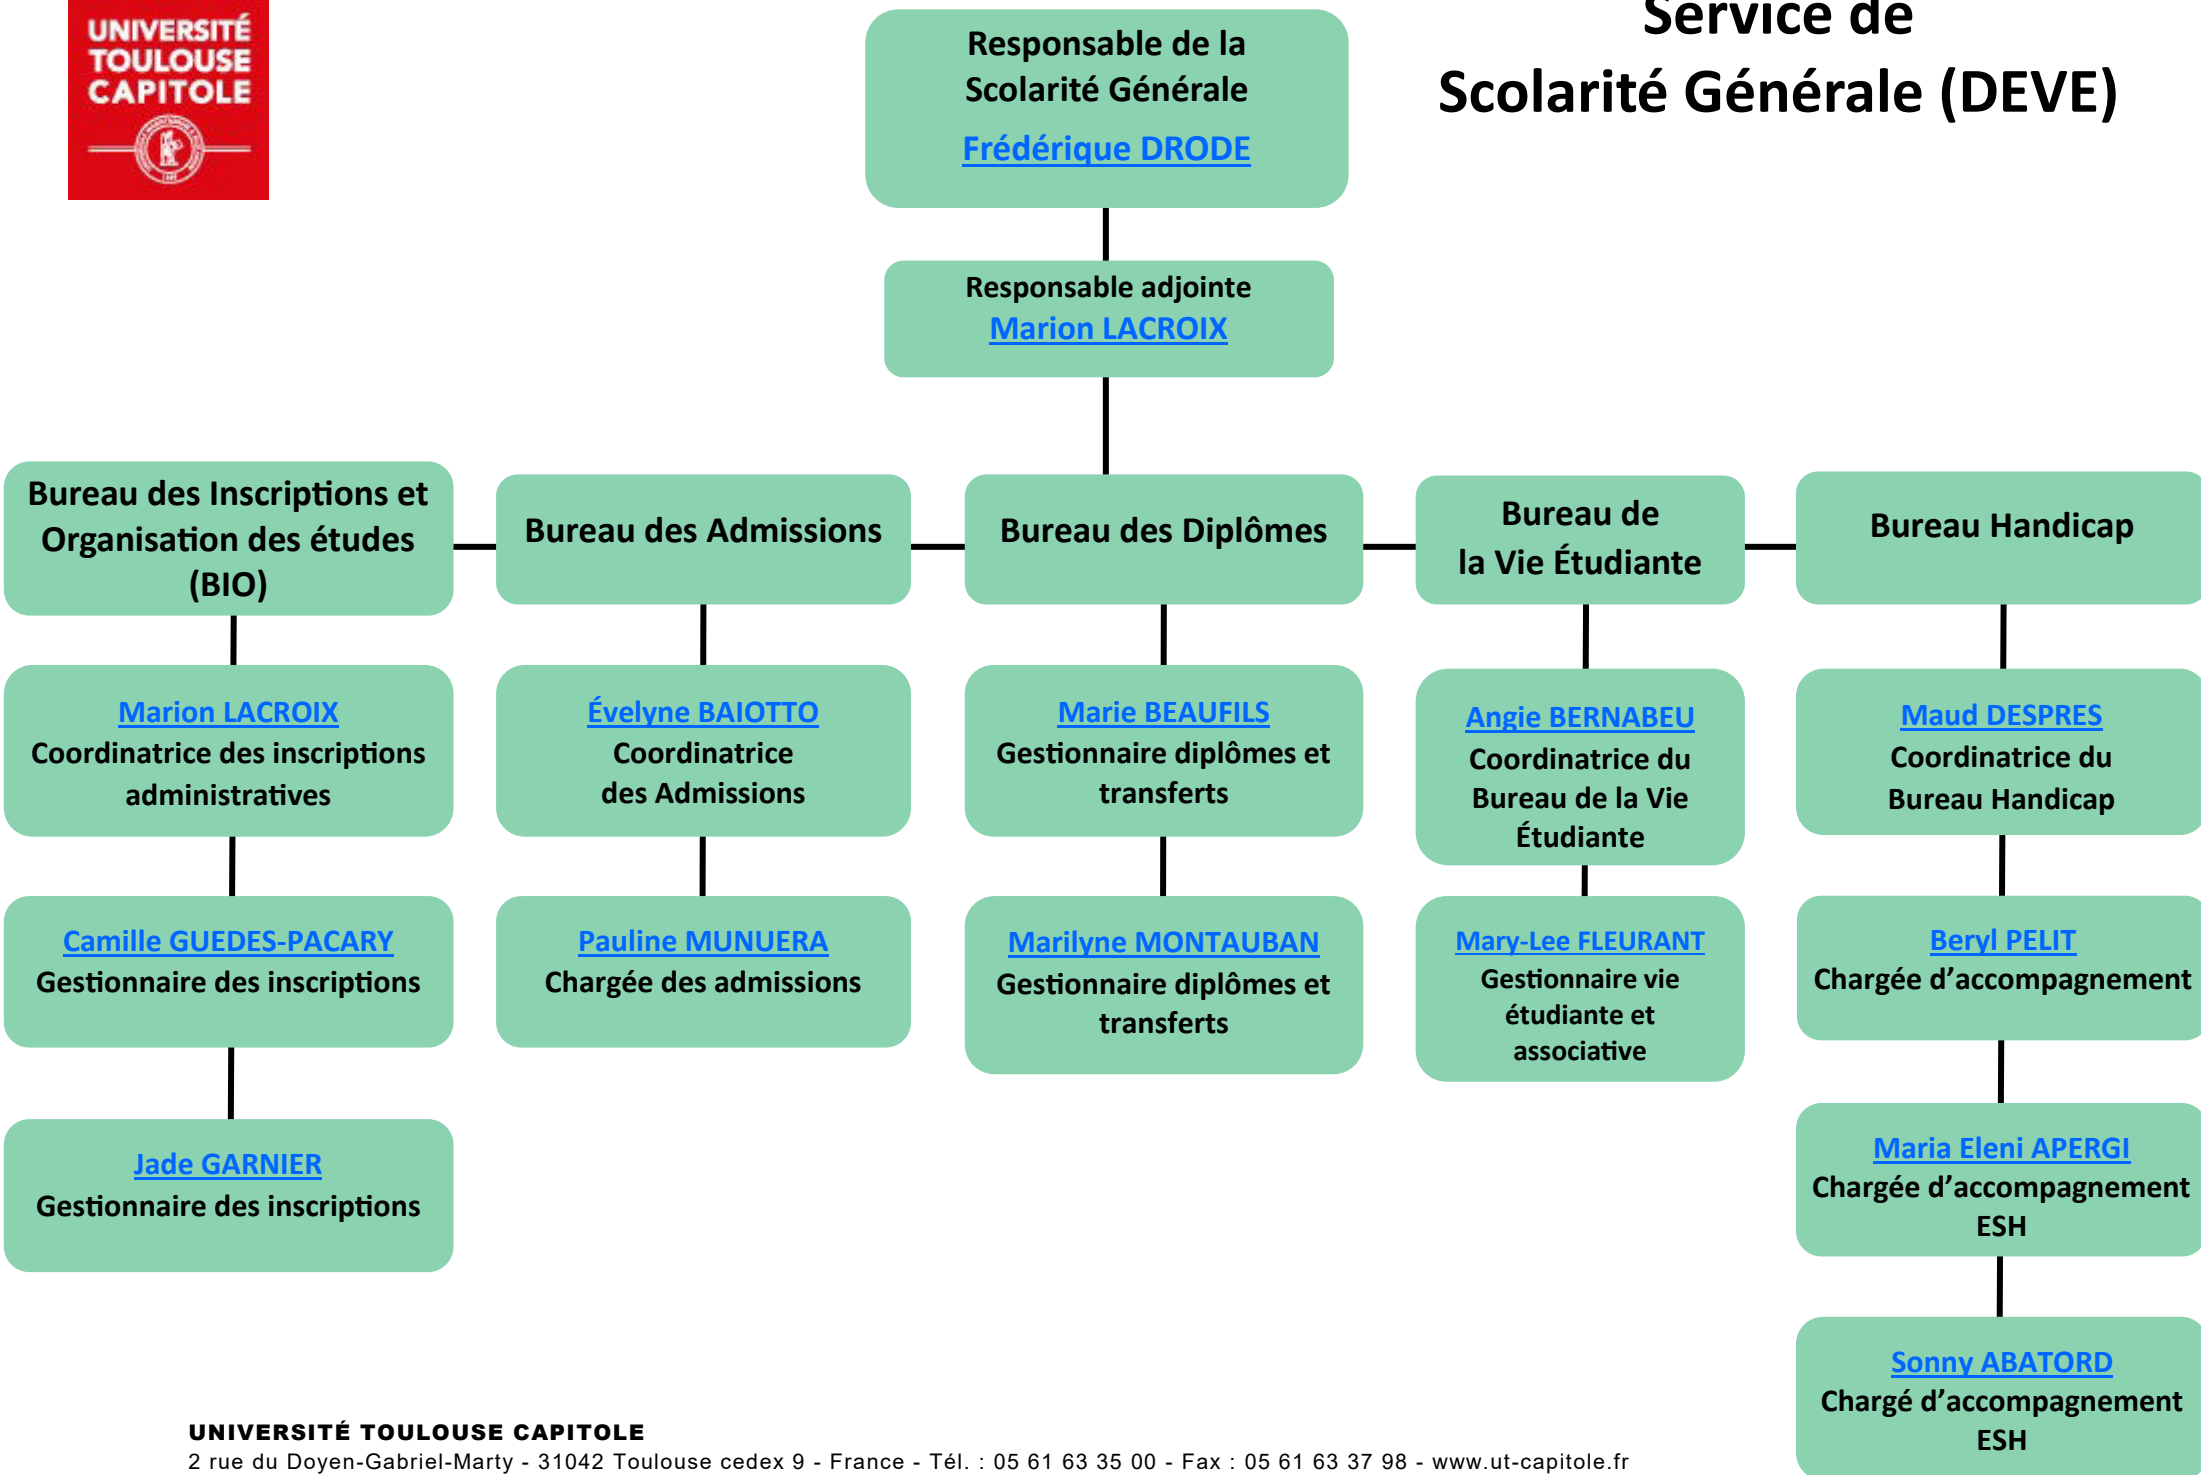 UNIVERSITÉ
TOULOUSE
CAPITOLE
Service de
Scolarité Générale (DEVE)
Responsable de la
Scolarité Générale
Frédérique DRODE
Responsable adjointe
Marion LACROIX
Bureau des Inscriptions et
Organisation des études
(BIO)
Marion LACROIX
Coordinatrice des inscriptions
administratives
Camille GUEDES-PACARY
Gestionnaire des inscriptions
Jade GARNIER
Gestionnaire des inscriptions
Bureau des Admissions
Évelyne BAIOTTO
Coordinatrice
des Admissions
Pauline MUNUERA
Chargée des admissions
Bureau des Diplômes
Marie BEAUFILS
Gestionnaire diplômes et
transferts
Marilyne MONTAUBAN
Gestionnaire diplômes et
transferts
Bureau de
la Vie Étudiante
Angie BERNABEU
Coordinatrice du
Bureau de la Vie
Étudiante
Mary-Lee FLEURANT
Gestionnaire vie
étudiante et
associative
Bureau Handicap
Maud DESPRES
Coordinatrice du
Bureau Handicap
Beryl PELIT
Chargée d’accompagnement
Maria Eleni APERGI
Chargée d’accompagnement
ESH
Sonny ABATORD
Chargé d’accompagnement
ESH
UNIVERSITÉ TOULOUSE CAPITOLE
2 rue du Doyen-Gabriel-Marty - 31042 Toulouse cedex 9 - France - Tél. : 05 61 63 35 00 - Fax : 05 61 63 37 98 - www.ut-capitole.fr